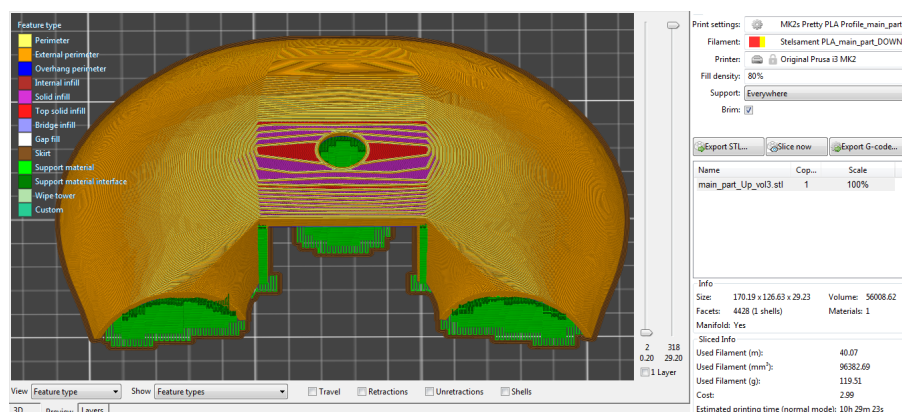 Feature type
Perimeter
External perimeter
Overhang perimeter
Internal infill
Solid infill
Top solid infill
Bridge infill
Gap fill
Skirt
Support material
Support material interface
Wipe tower
Custom
2 318
0.20 29.20
1 Layer
View Feature type Show Feature types Travel Retractions Unretractions Shells
3D Preview Layers
Print settings: MK2s Pretty PLA Profile_main_part
Filament: Stelsament PLA_main_part_DOWN
Printer: Original Prusa i3 MK2
Fill density: 80%
Support: Everywhere
Brim:
Export STL... Slice now Export G-code...
Name Cop... Scale
main_part_Up_vol3.stl 1 100%
Info
Size: 170.19 x 126.63 x 29.23 Volume: 56008.62
Facets: 4428 (1 shells) Materials: 1
Manifold: Yes
Sliced Info
Used Filament (m): 40.07
Used Filament (mm³): 96382.69
Used Filament (g): 119.51
Cost: 2.99
Estimated printing time (normal mode): 10h 29m 23s